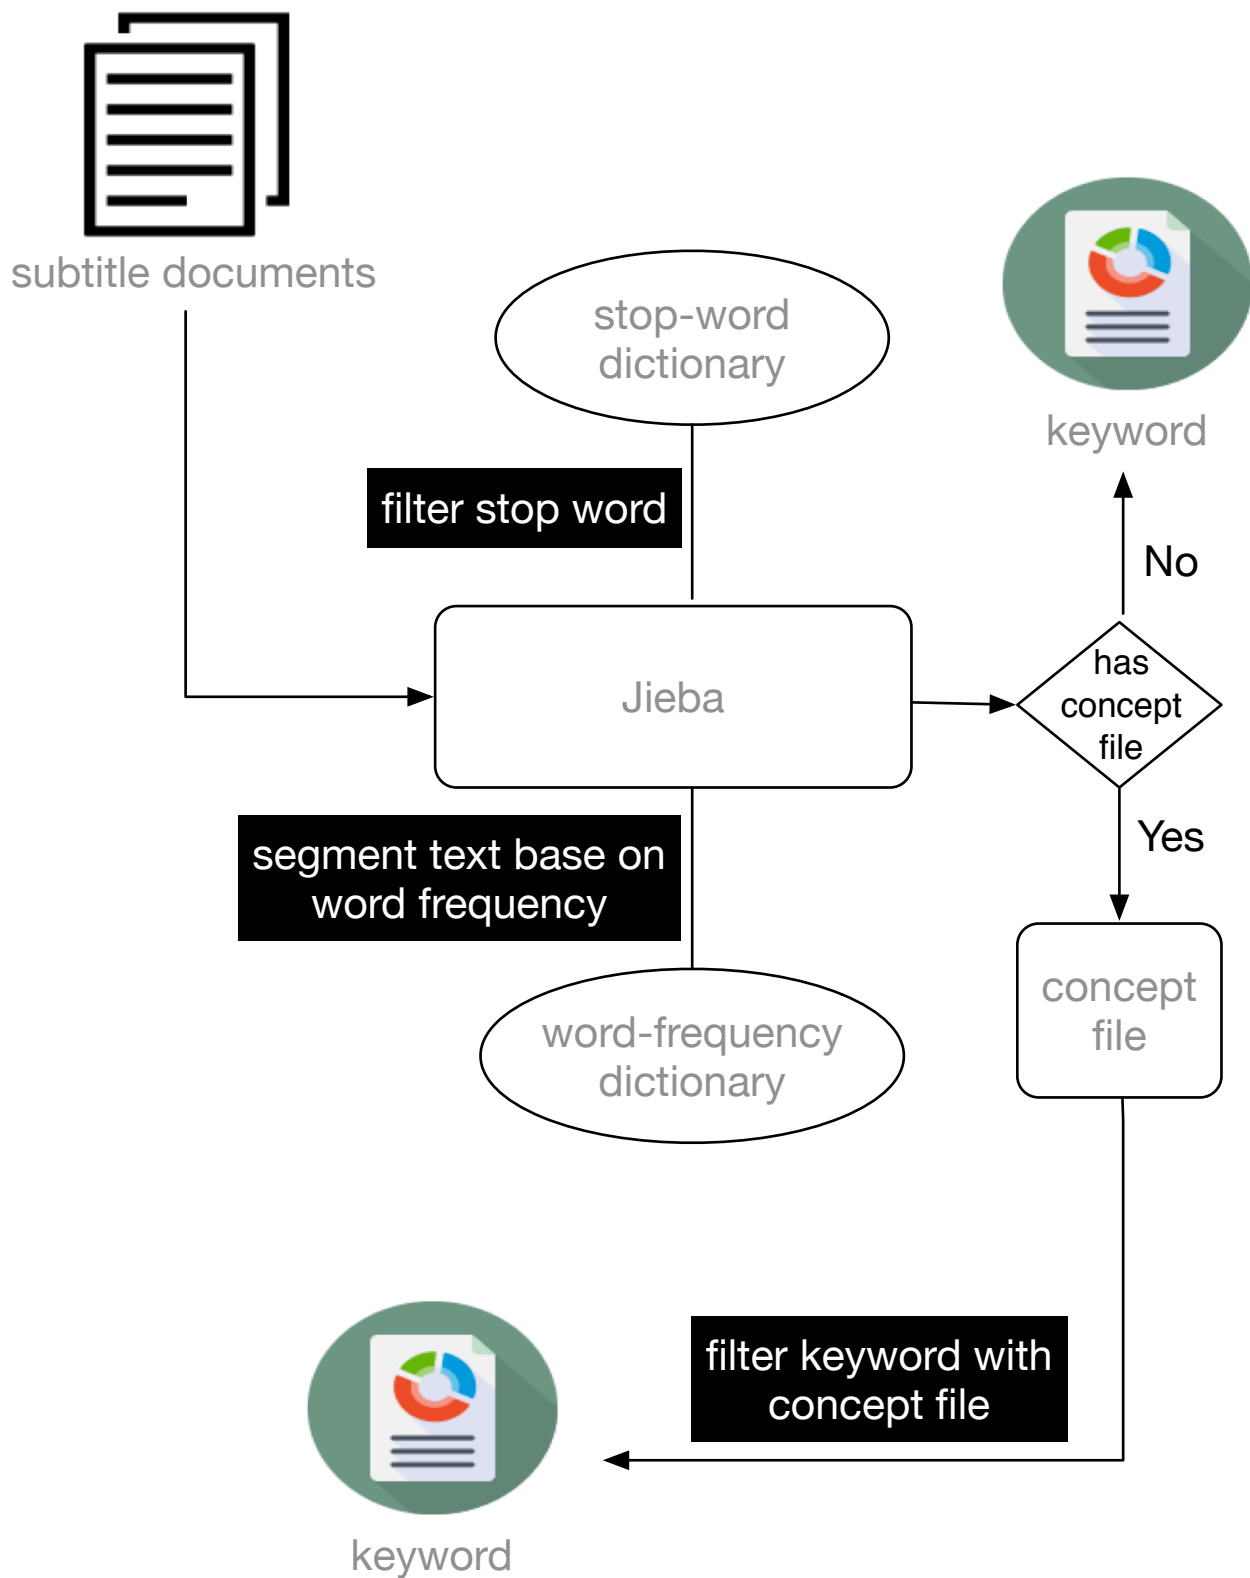 subtitle documents
stop-word
dictionary
keyword
filter stop word
No
Jieba
has
concept
file
Yes
segment text base on
word frequency
concept
file
word-frequency
dictionary
filter keyword with
concept file
keyword